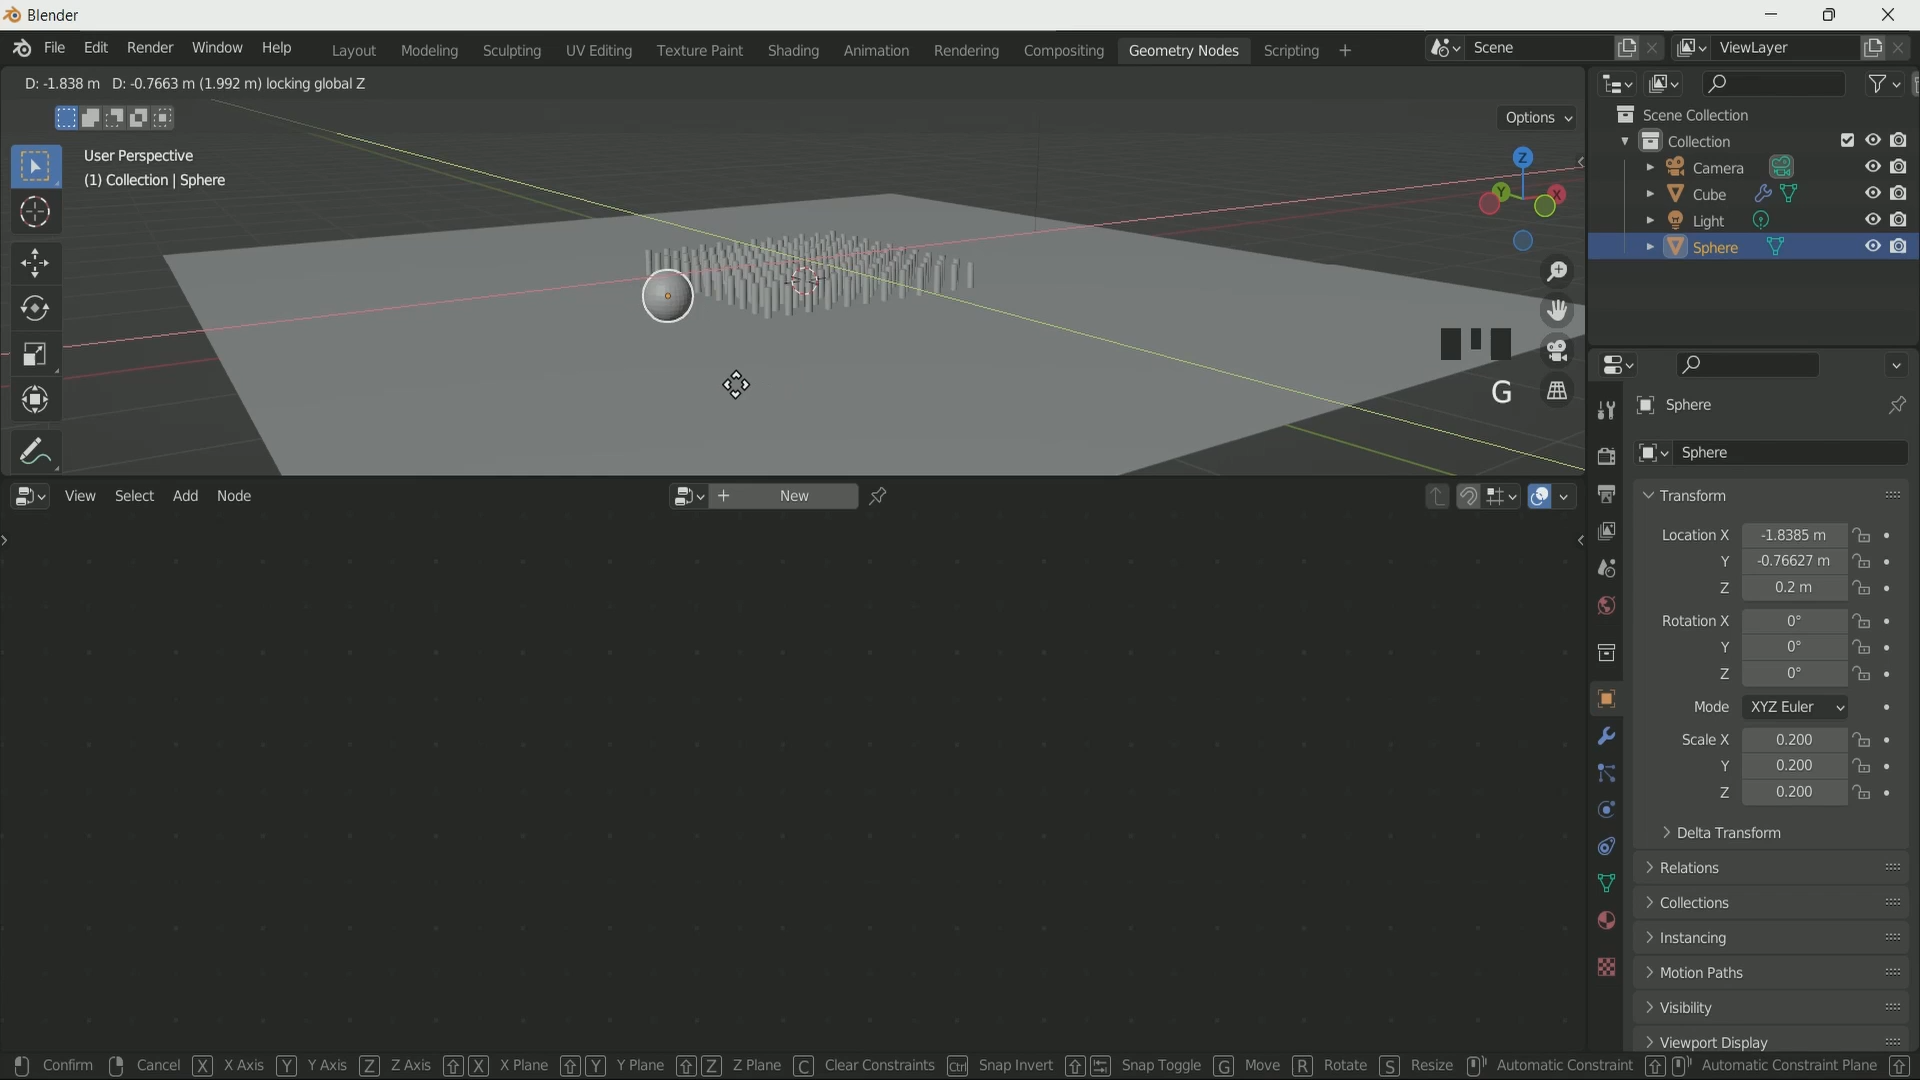 Blender
File Edit Render Window Help Layout Modeling Sculpting UV Editing Texture Paint Shading Animation Rendering Compositing Geometry Nodes Scripting + Scene ViewLayer
D: -1.838 m D: -0.7663 m (1.992 m) locking global Z
Options
User Perspective
(1) Collection | Sphere
Z
Y
X
G
Scene Collection
Collection
Camera
Cube
Light
Sphere
View Select Add Node + New
Sphere
Sphere
Transform
Location X -1.8385 m
Y -0.76627 m
Z 0.2 m
Rotation X 0°
Y 0°
Z 0°
Mode XYZ Euler
Scale X 0.200
Y 0.200
Z 0.200
Delta Transform
Relations
Collections
Instancing
Motion Paths
Visibility
Viewport Display
Confirm Cancel X X Axis Y Y Axis Z Z Axis X X Plane Y Y Plane Z Z Plane C Clear Constraints Ctrl Snap Invert Snap Toggle G Move R Rotate S Resize Automatic Constraint Automatic Constraint Plane